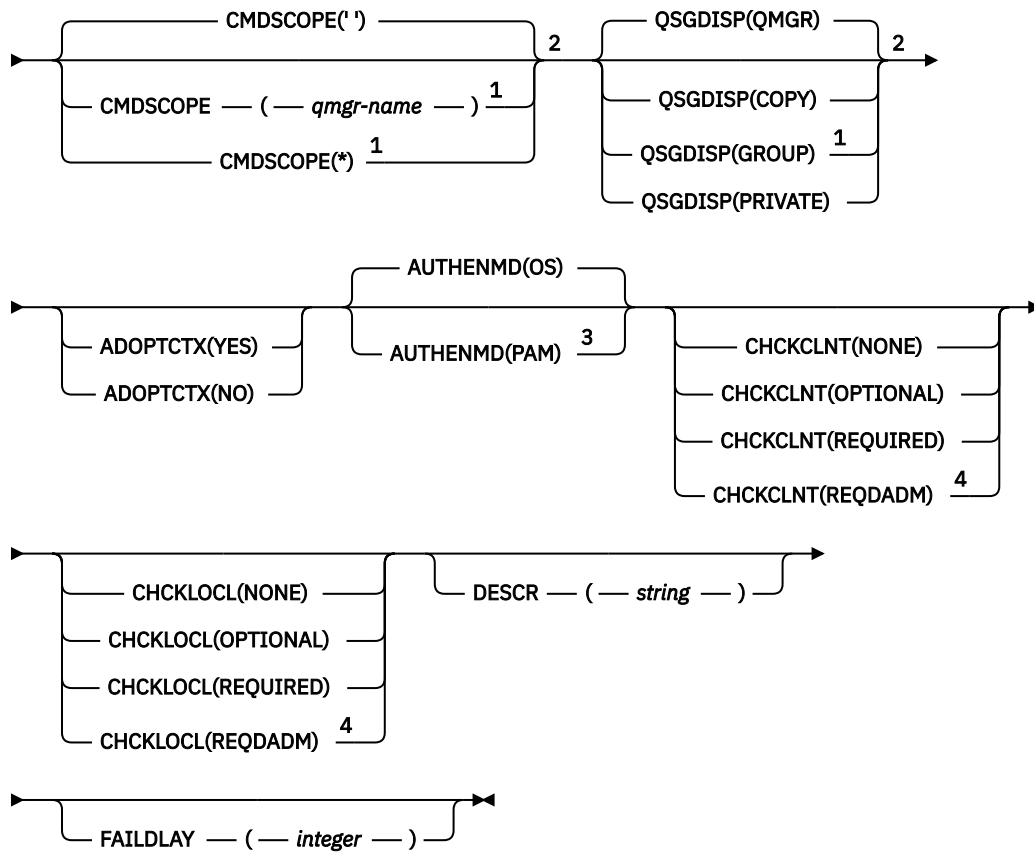 CMDSCOPE(' ')
2
CMDSCOPE ( qmgr-name ) 1
CMDSCOPE(*) 1
QSGDISP(QMGR)
2
QSGDISP(COPY)
QSGDISP(GROUP) 1
QSGDISP(PRIVATE)
ADOPTCTX(YES)
ADOPTCTX(NO)
AUTHENMD(OS)
AUTHENMD(PAM) 3
CHCKCLNT(NONE)
CHCKCLNT(OPTIONAL)
CHCKCLNT(REQUIRED)
CHCKCLNT(REQDADM) 4
CHCKLOCL(NONE)
CHCKLOCL(OPTIONAL)
CHCKLOCL(REQUIRED)
CHCKLOCL(REQDADM) 4
DESCR ( string )
FAILDLAY ( integer )